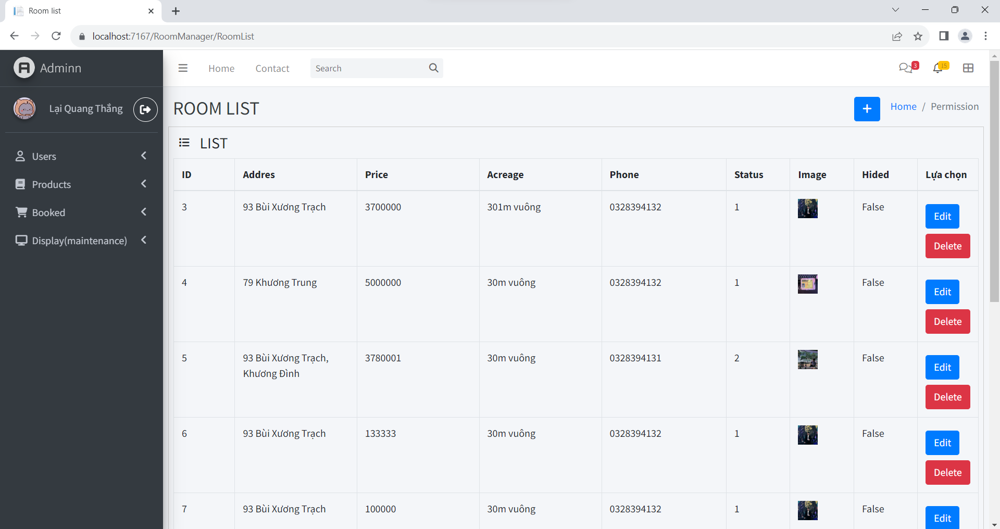 Room list
localhost:7167/RoomManager/RoomList
Adminn
Home
Contact
Search
3
15
Lại Quang Thắng
ROOM LIST
Home / Permission
Users
Products
Booked
Display(maintenance)
LIST
ID Addres Price Acreage Phone Status Image Hided Lựa chọn
3 93 Bùi Xương Trạch 3700000 301m vuông 0328394132 1 False
Edit
Delete
4 79 Khương Trung 5000000 30m vuông 0328394132 1 False
Edit
Delete
5 93 Bùi Xương Trạch, 3780001 30m vuông 0328394131 2 False
Khương Đình
Edit
Delete
6 93 Bùi Xương Trạch 133333 30m vuông 0328394132 1 False
Edit
Delete
7 93 Bùi Xương Trạch 100000 30m vuông 0328394132 1 False
Edit